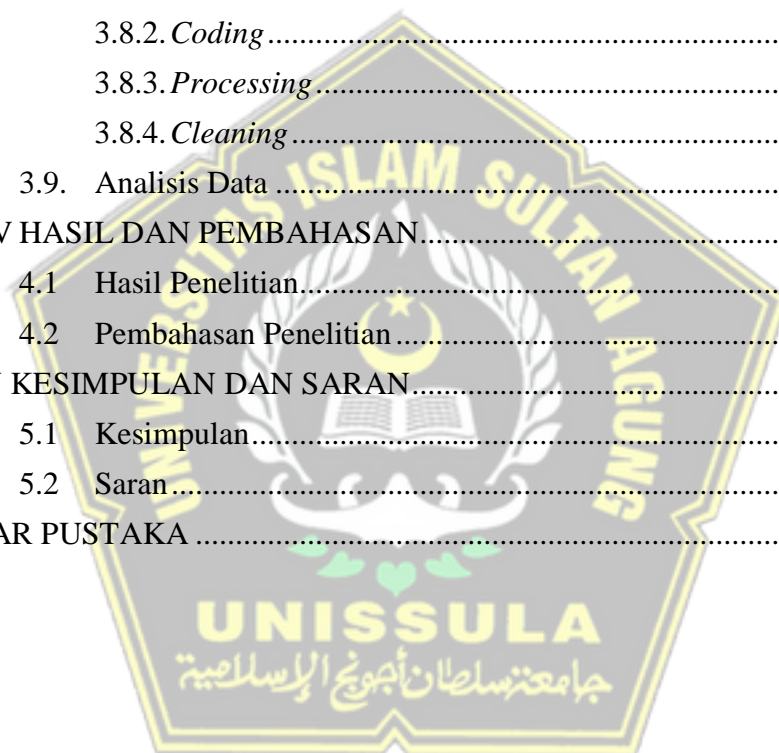 3.8.2. Coding ........................................................
3.8.3. Processing ........................................................
3.8.4. Cleaning ........................................................
3.9. Analisis Data ........................................................
V HASIL DAN PEMBAHASAN ........................................................
4.1 Hasil Penelitian ........................................................
4.2 Pembahasan Penelitian ........................................................
KESIMPULAN DAN SARAN ........................................................
5.1 Kesimpulan ........................................................
5.2 Saran ........................................................
AR PUSTAKA ........................................................
UNIVERSITAS ISLAM SULTAN AGUNG
UNISSULA
جامعة سلطان أجونج الإسلامية